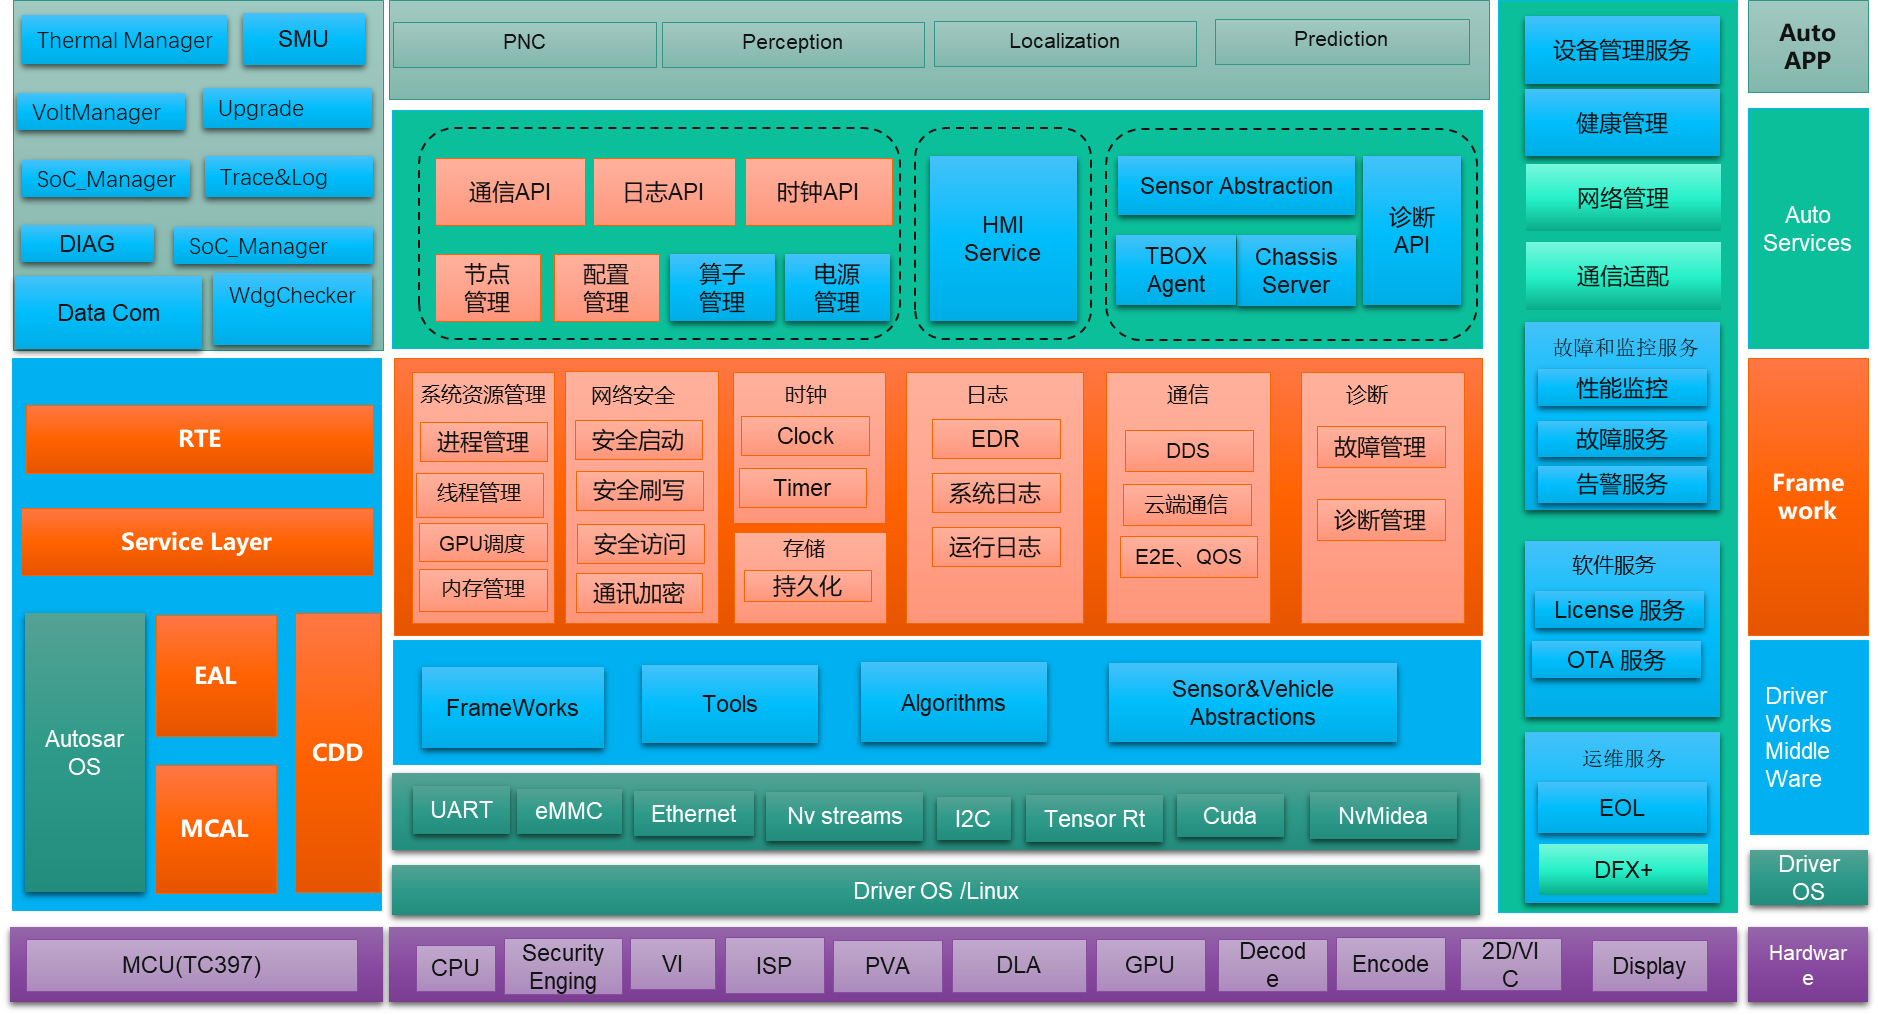 Thermal Manager
SMU
VoltManager
Upgrade
SoC_Manager
Trace&Log
DIAG
SoC_Manager
Data Com
WdgChecker
RTE
Service Layer
Autosar
OS
EAL
MCAL
CDD
MCU(TC397)
PNC
Perception
Localization
Prediction
通信API
日志API
时钟API
节点
管理
配置
管理
算子
管理
电源
管理
HMI
Service
Sensor Abstraction
TBOX
Agent
Chassis
Server
诊断
API
系统资源管理
进程管理
线程管理
GPU调度
内存管理
网络安全
安全启动
安全刷写
安全访问
通讯加密
时钟
Clock
Timer
存储
持久化
日志
EDR
系统日志
运行日志
通信
DDS
云端通信
E2E、QOS
诊断
故障管理
诊断管理
FrameWorks
Tools
Algorithms
Sensor&Vehicle
Abstractions
UART
eMMC
Ethernet
Nv streams
I2C
Tensor Rt
Cuda
NvMidea
Driver OS /Linux
CPU
Security
Enging
VI
ISP
PVA
DLA
GPU
Decod
e
Encode
2D/VI
C
Display
设备管理服务
健康管理
网络管理
通信适配
故障和监控服务
性能监控
故障服务
告警服务
软件服务
License 服务
OTA 服务
运维服务
EOL
DFX+
Auto
APP
Auto
Services
Frame
work
Driver
Works
Middle
Ware
Driver
OS
Hardwar
e